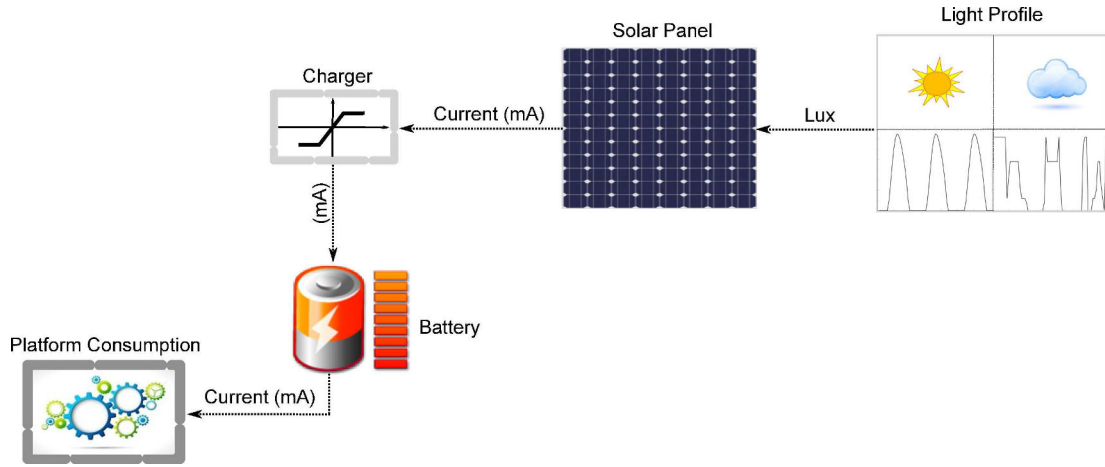 Light Profile
Solar Panel
Charger
Current (mA)
Lux
(mA)
Battery
Platform Consumption
Current (mA)